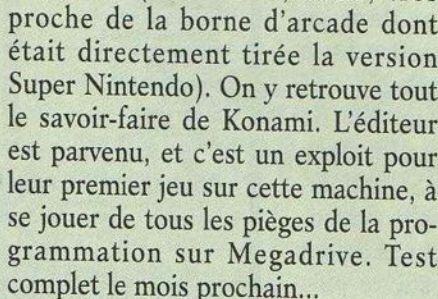 proche de la borne d'arcade dont
était directement tirée la version
Super Nintendo). On y retrouve tout
le savoir-faire de Konami. L'éditeur
est parvenu, et c'est un exploit pour
leur premier jeu sur cette machine, à
se jouer de tous les pièges de la pro-
grammation sur Megadrive. Test
complet le mois prochain...